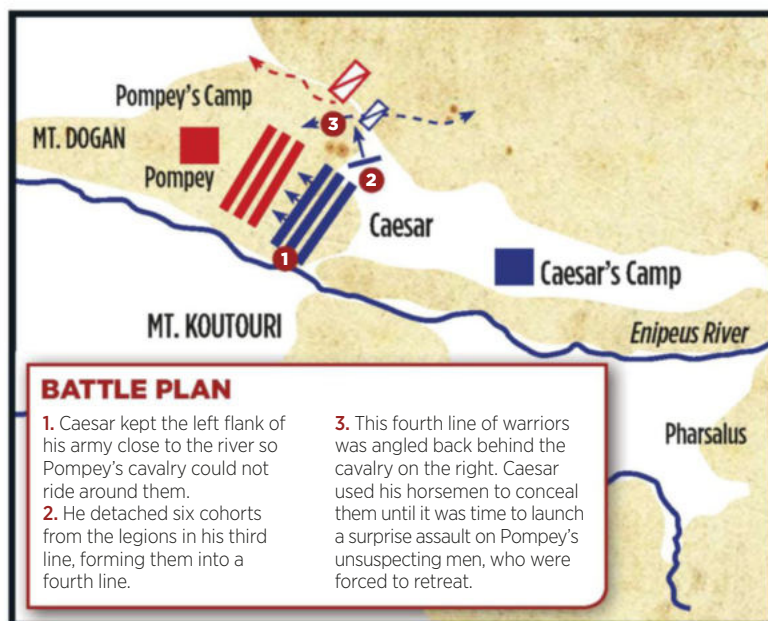 Pompey's Camp
MT. DOGAN
Pompey
3
2
Caesar
1
Caesar's Camp
MT. KOUTOURI
Enipeus River
Pharsalus
BATTLE PLAN
1. Caesar kept the left flank of
his army close to the river so
Pompey's cavalry could not
ride around them.
2. He detached six cohorts
from the legions in his third
line, forming them into a
fourth line.
3. This fourth line of warriors
was angled back behind the
cavalry on the right. Caesar
used his horsemen to conceal
them until it was time to launch
a surprise assault on Pompey's
unsuspecting men, who were
forced to retreat.